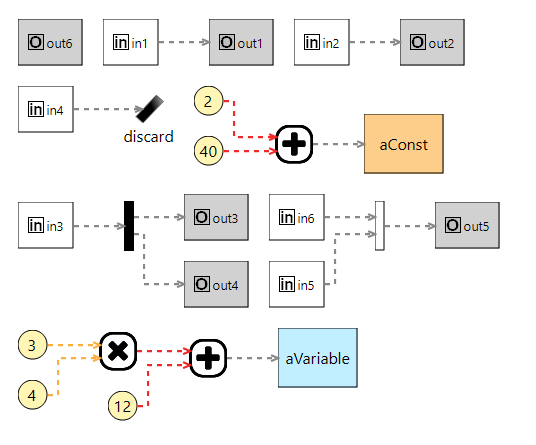 O out6
in in1
O out1
in in2
O out2
in in4
discard
2
40
aConst
in in3
O out3
in in6
O out5
O out4
in in5
3
aVariable
4
12